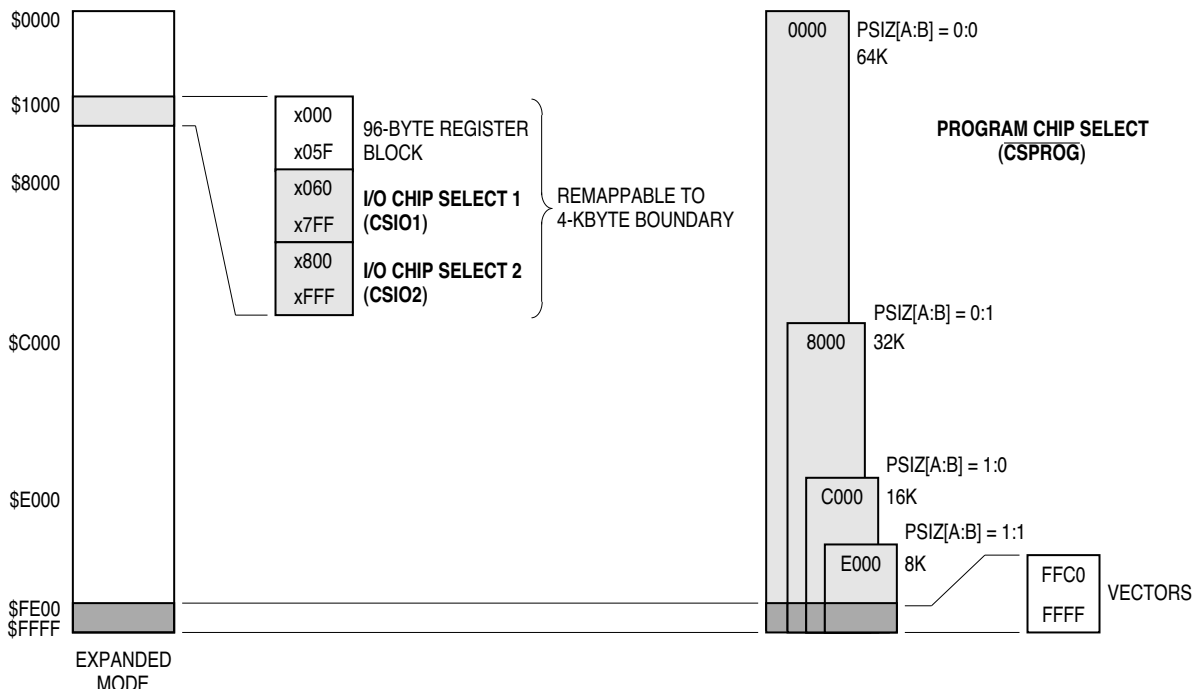 $0000
$1000
$8000
$C000
$E000
$FE00
$FFFF
EXPANDED
MODE
x000
x05F
96-BYTE REGISTER
BLOCK
x060
x7FF
I/O CHIP SELECT 1
(CSIO1)
x800
xFFF
I/O CHIP SELECT 2
(CSIO2)
REMAPPABLE TO
4-KBYTE BOUNDARY
0000
PSIZ[A:B] = 0:0
64K
PROGRAM CHIP SELECT
(CSPROG)
8000
PSIZ[A:B] = 0:1
32K
C000
PSIZ[A:B] = 1:0
16K
E000
PSIZ[A:B] = 1:1
8K
FFC0
FFFF
VECTORS